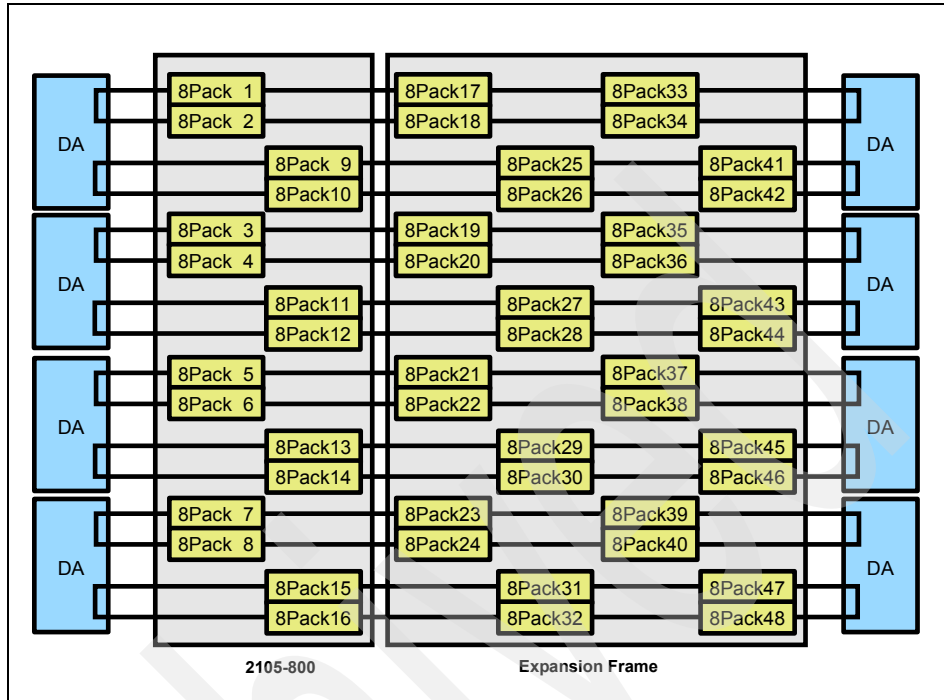 8Pack 1 8Pack17 8Pack33
8Pack 2 8Pack18 8Pack34
DA DA
8Pack 9 8Pack25 8Pack41
8Pack10 8Pack26 8Pack42
8Pack 3 8Pack19 8Pack35
8Pack 4 8Pack20 8Pack36
DA DA
8Pack11 8Pack27 8Pack43
8Pack12 8Pack28 8Pack44
8Pack 5 8Pack21 8Pack37
8Pack 6 8Pack22 8Pack38
DA DA
8Pack13 8Pack29 8Pack45
8Pack14 8Pack30 8Pack46
8Pack 7 8Pack23 8Pack39
8Pack 8 8Pack24 8Pack40
DA DA
8Pack15 8Pack31 8Pack47
8Pack16 8Pack32 8Pack48
2105-800 Expansion Frame